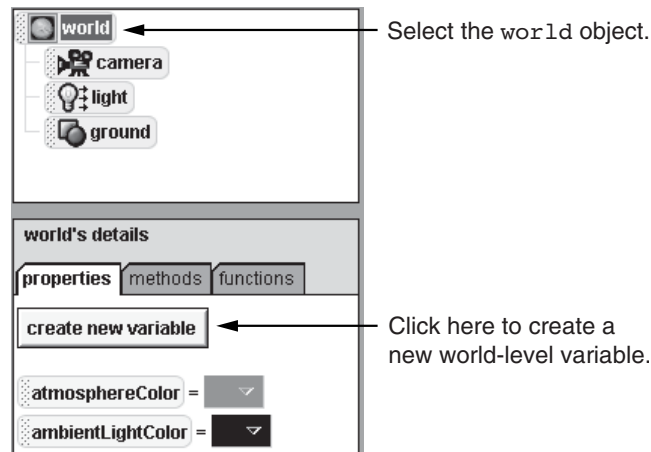 world
Select the world object.
camera
light
ground
world's details
properties methods functions
create new variable
Click here to create a
new world-level variable.
atmosphereColor =
ambientLightColor =